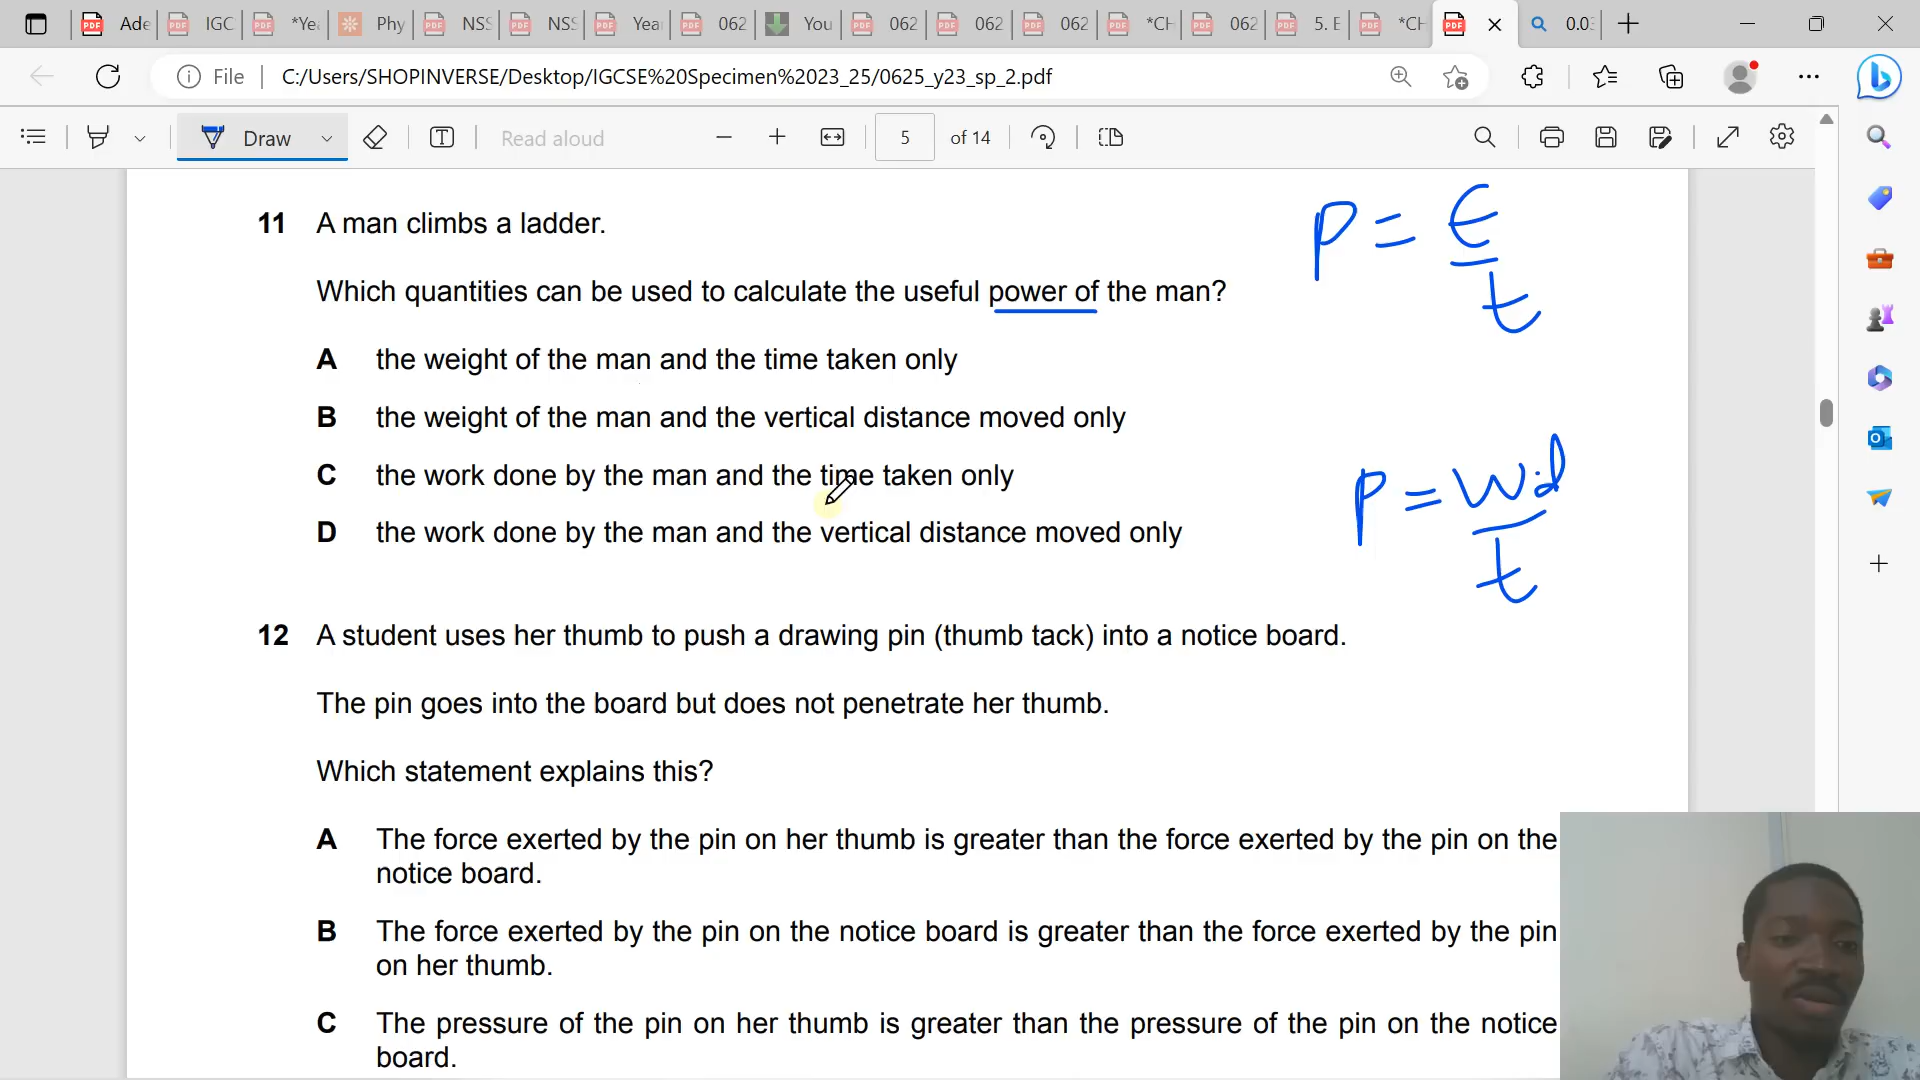 Ade
IGC
*Yea
Phy
NSS
NSS
Yea
062
You
062
062
062
*CH
062
5. E
*CH
0.0
File
C:/Users/SHOPINVERSE/Desktop/IGCSE%20Specimen%2023_25/0625_y23_sp_2.pdf
Draw
Read aloud
5
of 14
11 A man climbs a ladder.
Which quantities can be used to calculate the useful power of the man?
A the weight of the man and the time taken only
B the weight of the man and the vertical distance moved only
C the work done by the man and the time taken only
D the work done by the man and the vertical distance moved only
P = E
t
P = W.d
t
12 A student uses her thumb to push a drawing pin (thumb tack) into a notice board.
The pin goes into the board but does not penetrate her thumb.
Which statement explains this?
A The force exerted by the pin on her thumb is greater than the force exerted by the pin on the
notice board.
B The force exerted by the pin on the notice board is greater than the force exerted by the pin
on her thumb.
C The pressure of the pin on her thumb is greater than the pressure of the pin on the notice
board.